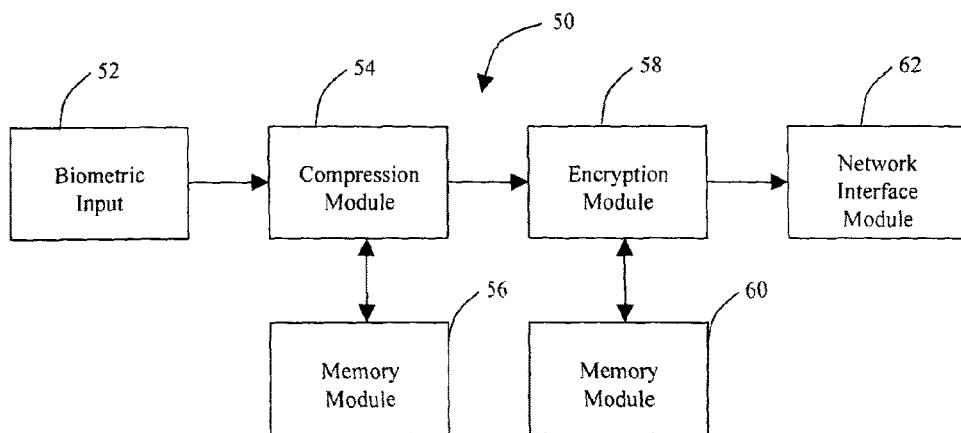 50
52
54
58
62
Biometric
Input
Compression
Module
Encryption
Module
Network
Interface
Module
56
60
Memory
Module
Memory
Module